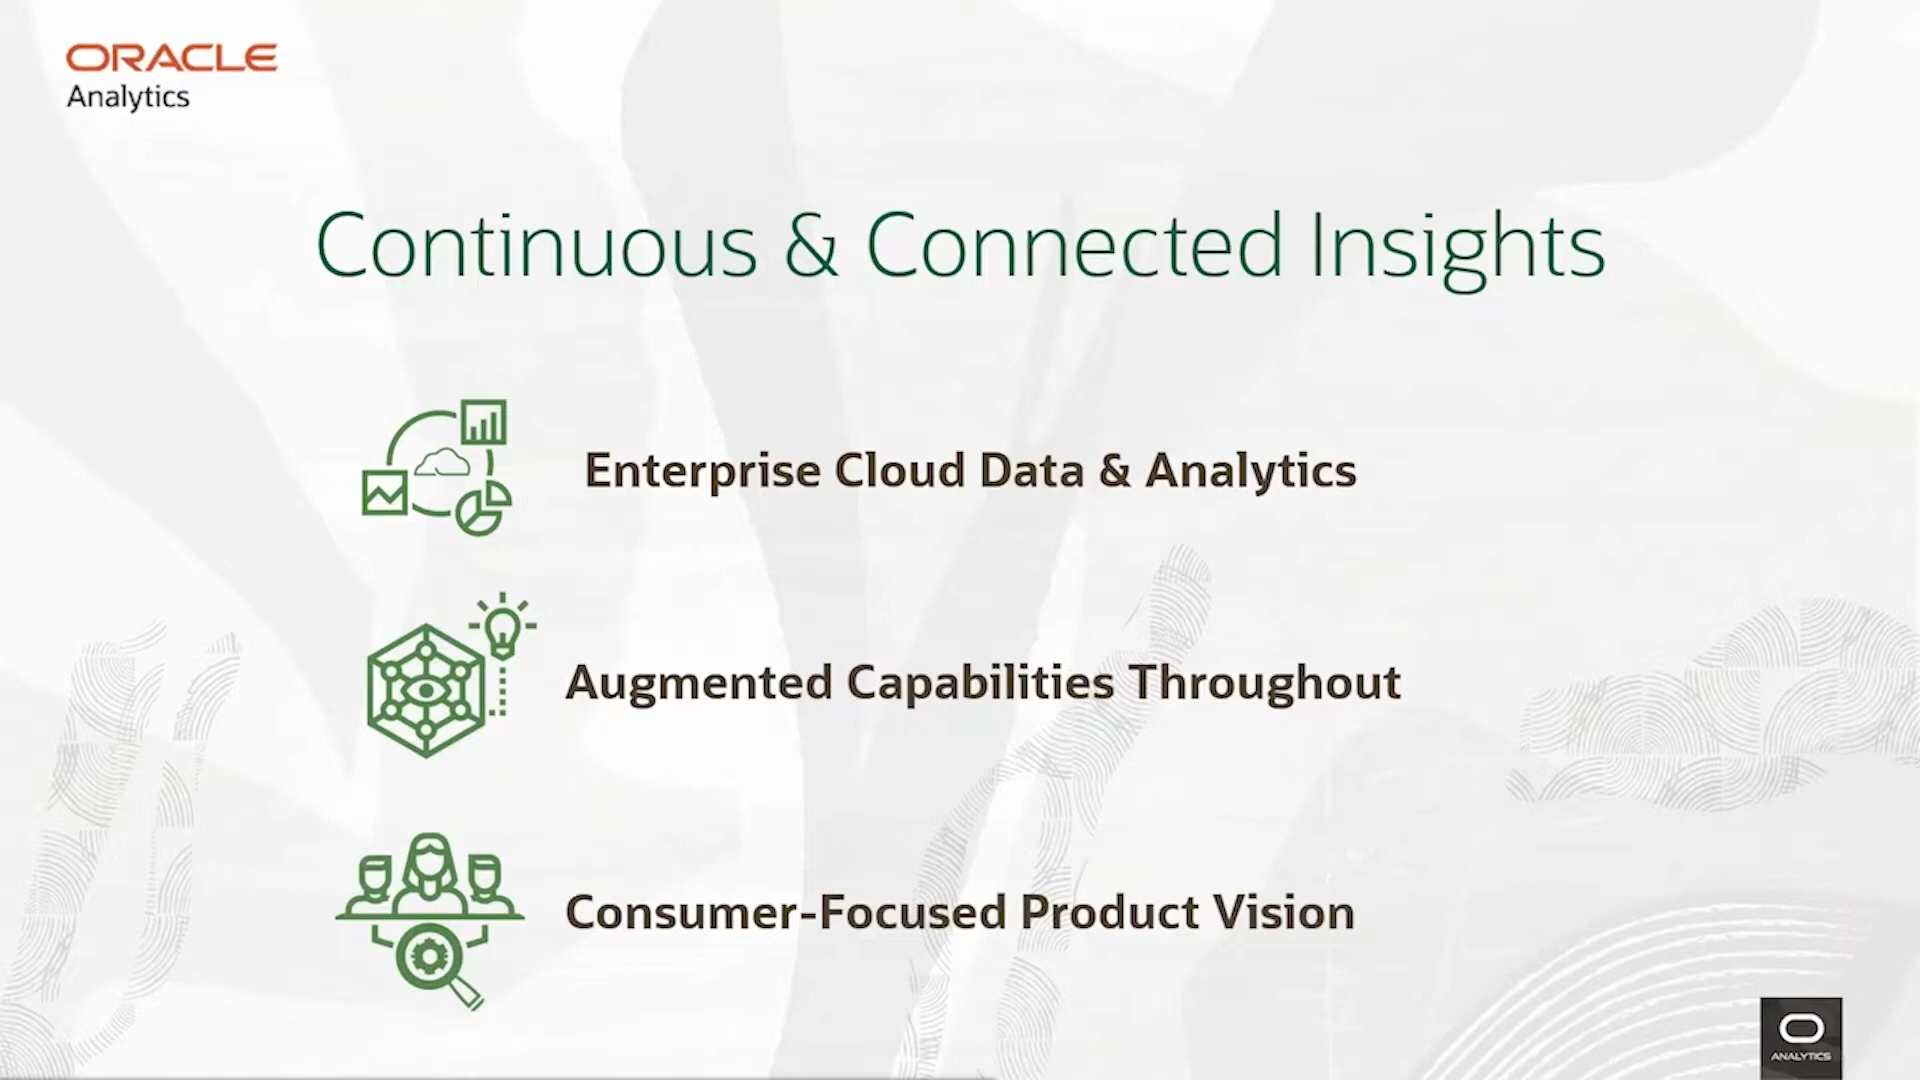 ORACLE
Analytics
Continuous & Connected Insights
Enterprise Cloud Data & Analytics
Augmented Capabilities Throughout
Consumer-Focused Product Vision
ANALYTICS